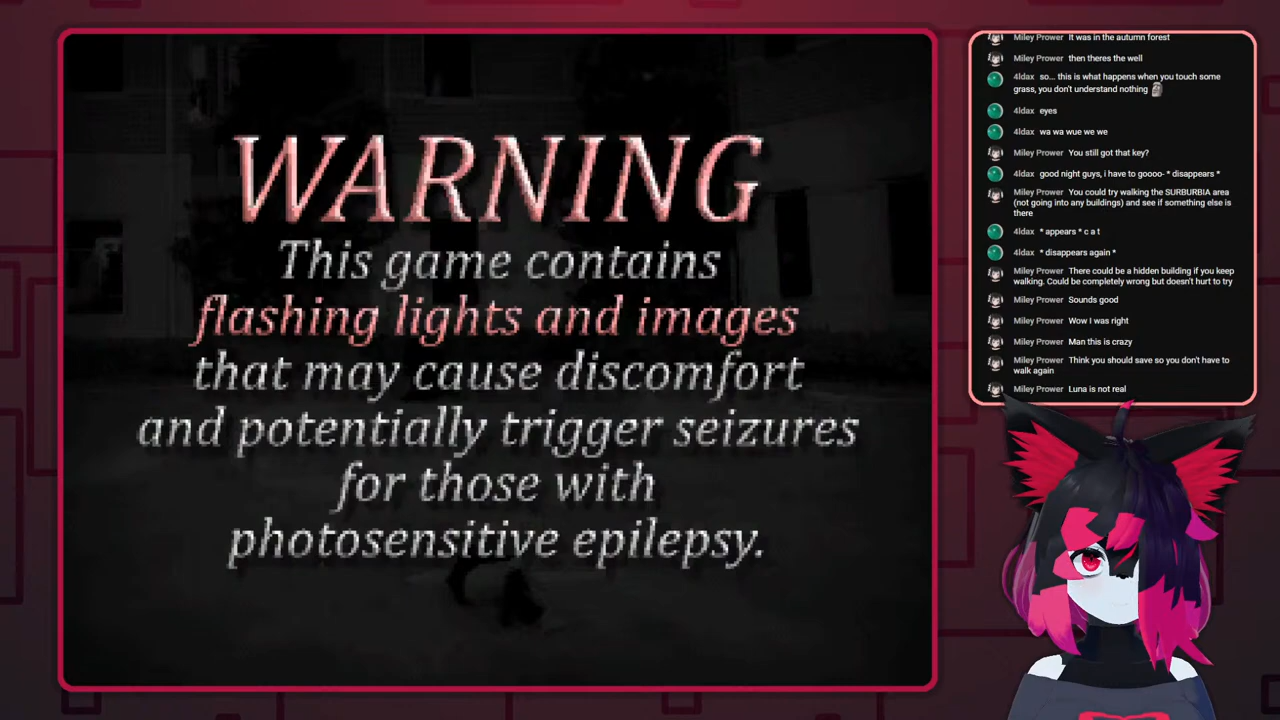 WARNING
This game contains
flashing lights and images
that may cause discomfort
and potentially trigger seizures
for those with
photosensitive epilepsy.
Miley Prower It was in the autumn forest
Miley Prower then theres the well
4ldax so... this is what happens when you touch some
grass, you don't understand nothing
4ldax eyes
4ldax wa wa wue we we
Miley Prower You still got that key?
4ldax good night guys, i have to goooo- * disappears *
Miley Prower You could try walking the SURBURBIA area
(not going into any buildings) and see if something else is
there
4ldax * appears * c a t
4ldax * disappears again *
Miley Prower There could be a hidden building if you keep
walking. Could be completely wrong but doesn't hurt to try
Miley Prower Sounds good
Miley Prower Wow I was right
Miley Prower Man this is crazy
Miley Prower Think you should save so you don't have to
walk again
Miley Prower Luna is not real